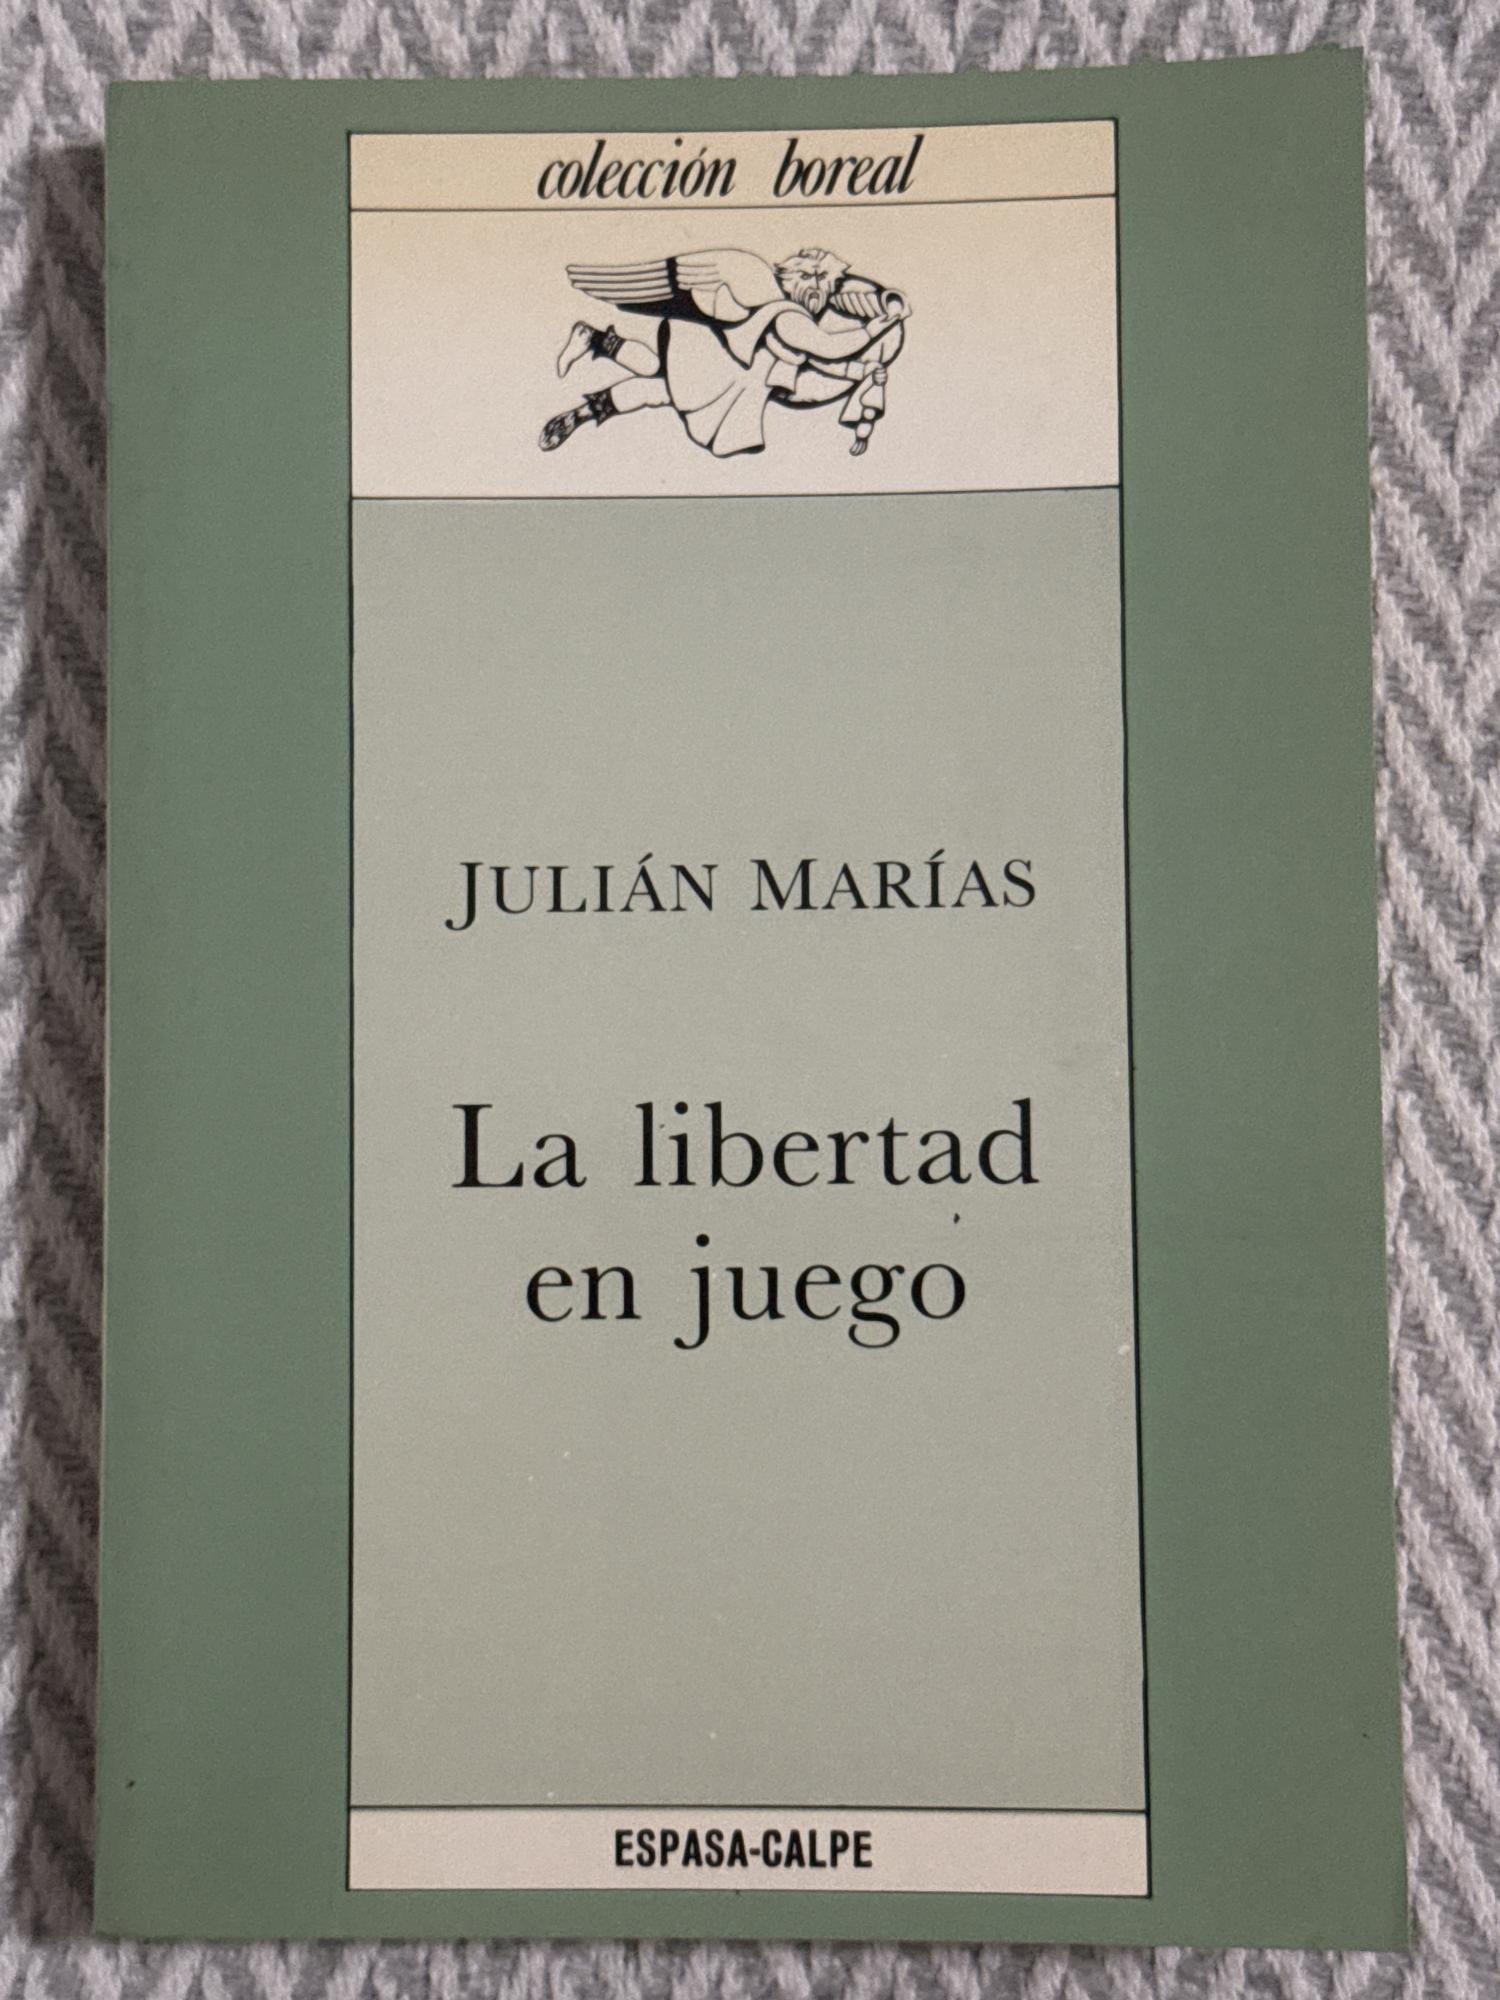 colección boreal
JULIÁN MARÍAS
La libertad
en juego
ESPASA-CALPE